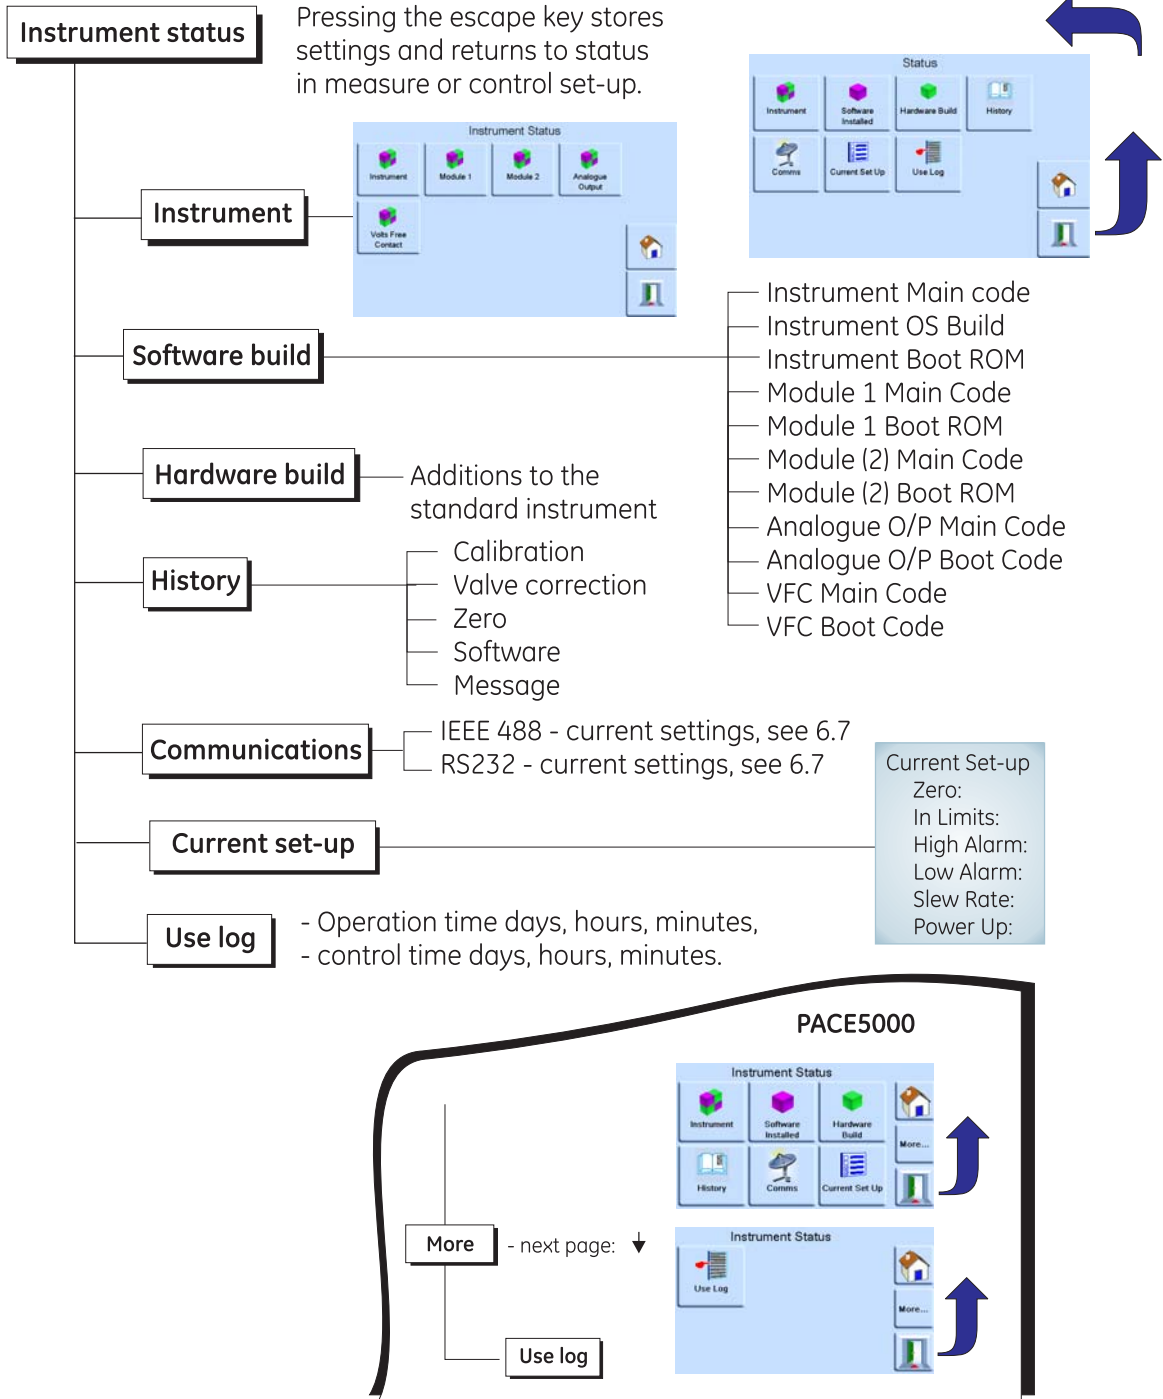 Instrument status
Pressing the escape key stores
settings and returns to status
in measure or control set-up.
Status
Instrument
Software
Installed
Hardware Build
History
Comms
Current Set Up
Use Log
Instrument Status
Instrument
Module 1
Module 2
Analogue
Output
Volts Free
Contact
Instrument
Software build
Instrument Main code
Instrument OS Build
Instrument Boot ROM
Module 1 Main Code
Module 1 Boot ROM
Module (2) Main Code
Module (2) Boot ROM
Analogue O/P Main Code
Analogue O/P Boot Code
VFC Main Code
VFC Boot Code
Hardware build
Additions to the
standard instrument
History
Calibration
Valve correction
Zero
Software
Message
Communications
IEEE 488 - current settings, see 6.7
RS232 - current settings, see 6.7
Current set-up
Current Set-up
Zero:
In Limits:
High Alarm:
Low Alarm:
Slew Rate:
Power Up:
Use log
- Operation time days, hours, minutes,
- control time days, hours, minutes.
PACE5000
Instrument Status
Instrument
Software
Installed
Hardware
Build
More...
History
Comms
Current Set Up
More
- next page:
Instrument Status
Use Log
More...
Use log